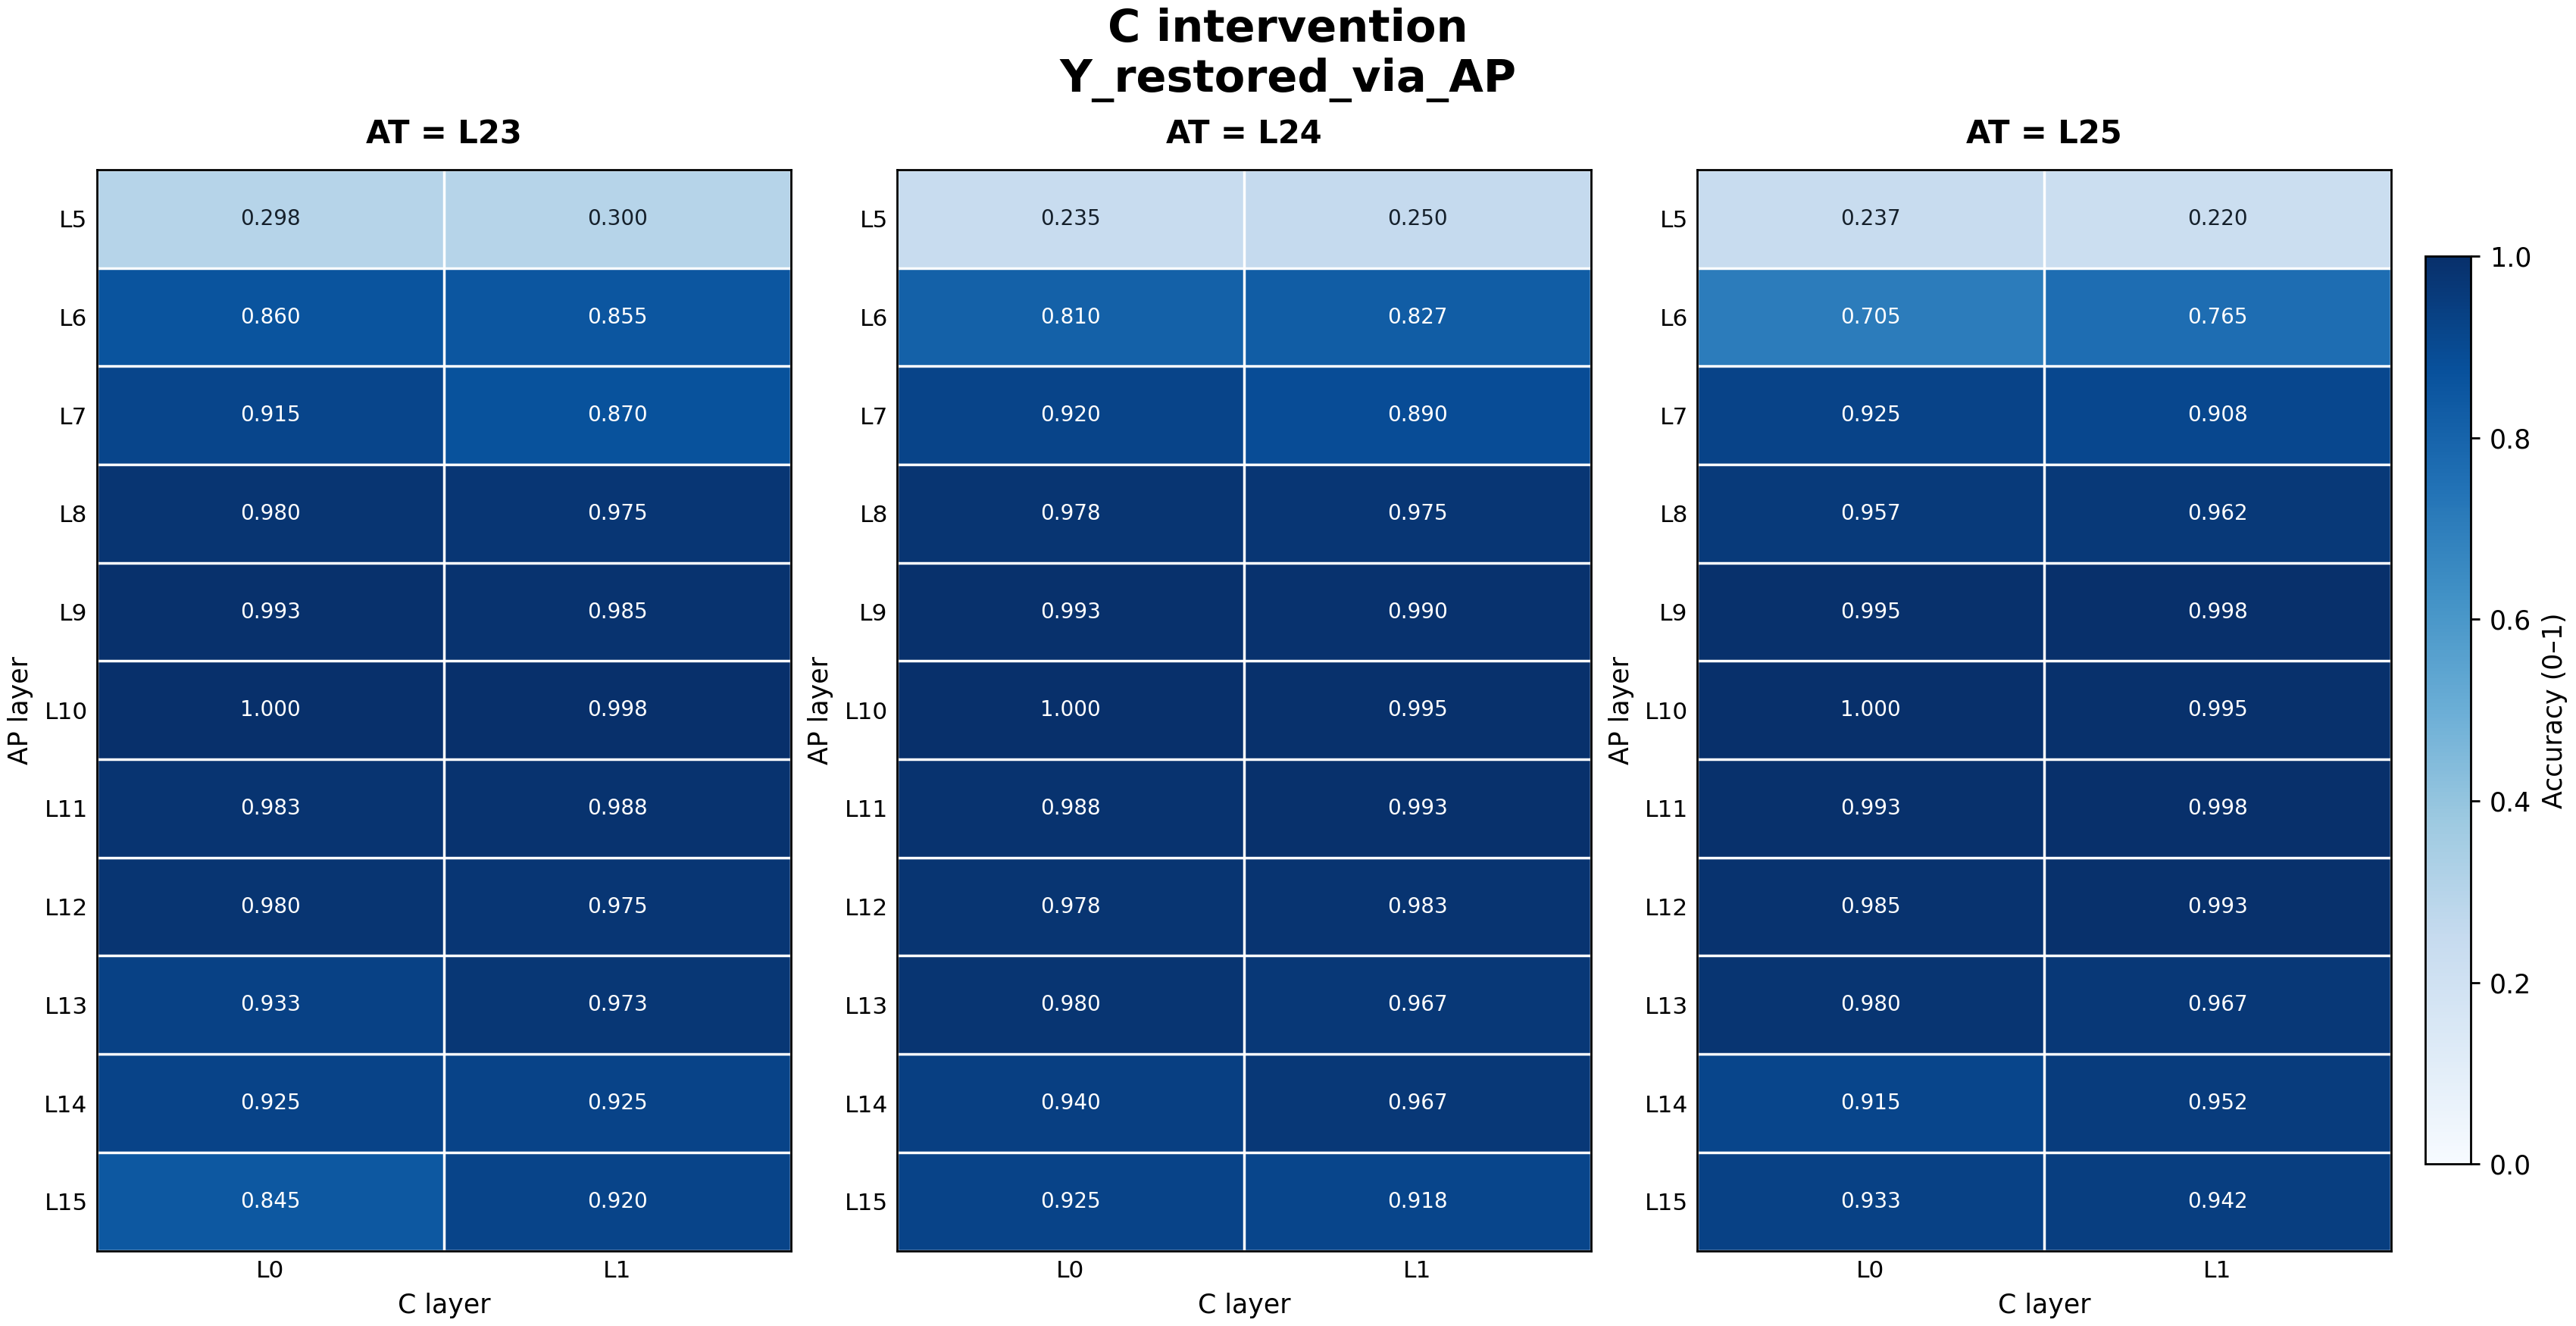 C intervention
Y_restored_via_AP
AT = L23
AT = L24
AT = L25
L5 0.298 0.300
L6 0.860 0.855
L7 0.915 0.870
L8 0.980 0.975
L9 0.993 0.985
L10 1.000 0.998
L11 0.983 0.988
L12 0.980 0.975
L13 0.933 0.973
L14 0.925 0.925
L15 0.845 0.920
L0 L1
C layer
AP layer
L5 0.235 0.250
L6 0.810 0.827
L7 0.920 0.890
L8 0.978 0.975
L9 0.993 0.990
L10 1.000 0.995
L11 0.988 0.993
L12 0.978 0.983
L13 0.980 0.967
L14 0.940 0.967
L15 0.925 0.918
L0 L1
C layer
AP layer
L5 0.237 0.220
L6 0.705 0.765
L7 0.925 0.908
L8 0.957 0.962
L9 0.995 0.998
L10 1.000 0.995
L11 0.993 0.998
L12 0.985 0.993
L13 0.980 0.967
L14 0.915 0.952
L15 0.933 0.942
L0 L1
C layer
AP layer
1.0
0.8
0.6
0.4
0.2
0.0
Accuracy (0–1)